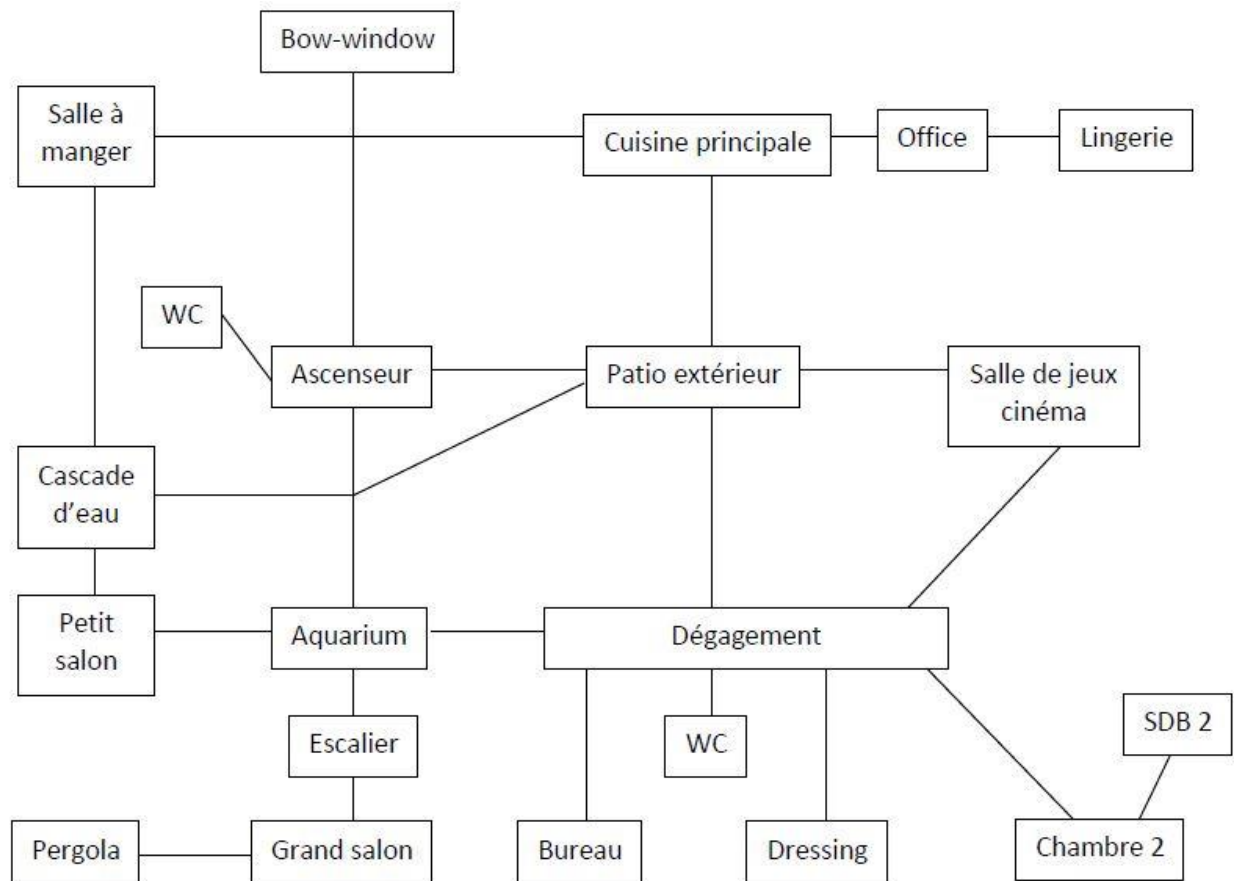 Bow-window
Salle à
manger
Cuisine principale
Office
Lingerie
WC
Ascenseur
Patio extérieur
Salle de jeux
cinéma
Cascade
d'eau
Petit
salon
Aquarium
Dégagement
Escalier
WC
SDB 2
Pergola
Grand salon
Bureau
Dressing
Chambre 2